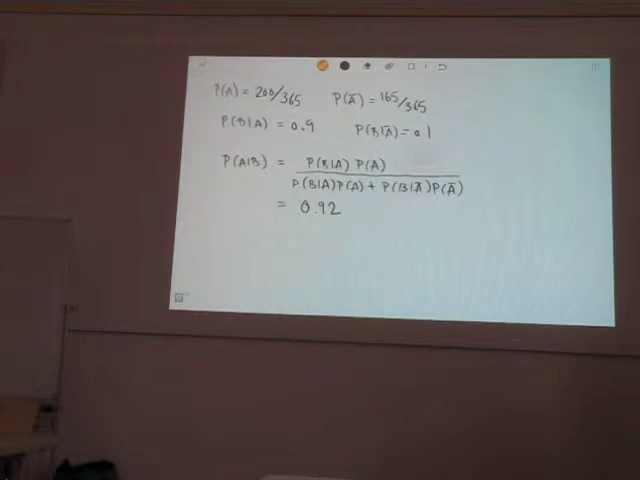 P(A) = 200/365 P(A̅) = 165/365
P(B|A) = 0.9 P(B|A̅) = 0.1
P(A|B) = P(B|A) P(A)
P(B|A)P(A) + P(B|A̅)P(A̅)
= 0.92